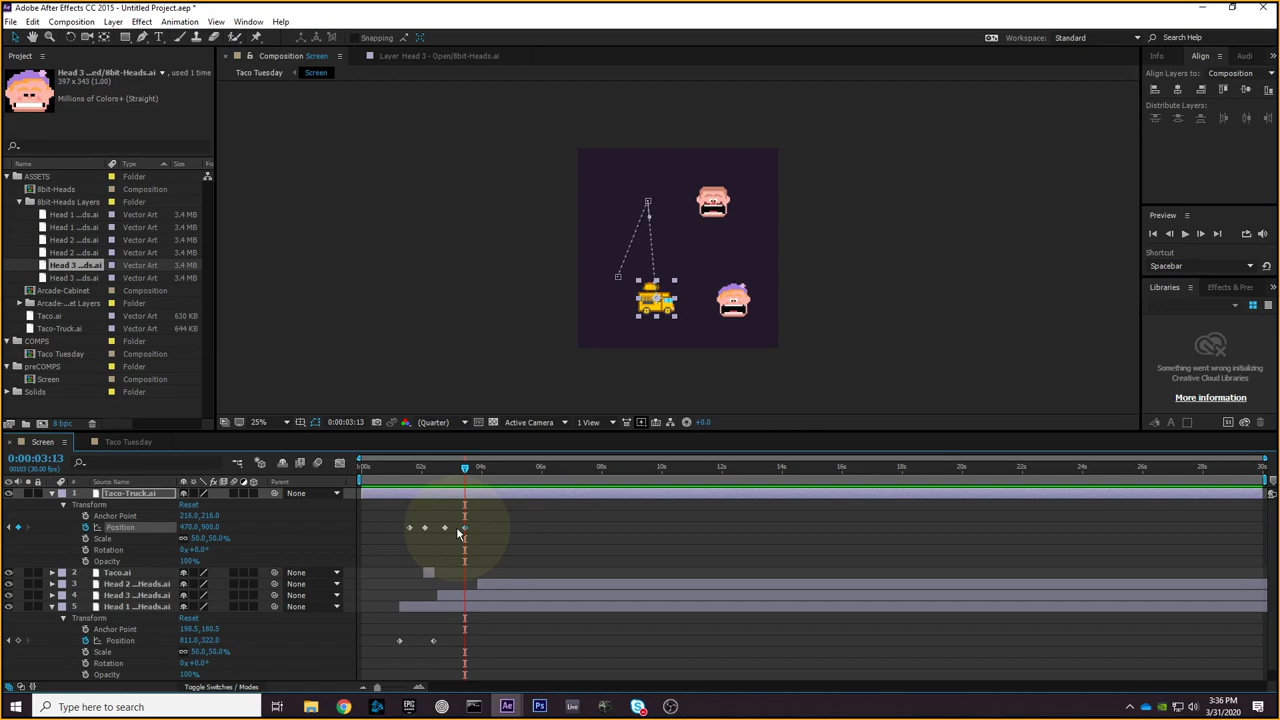 Adobe After Effects CC 2015 - Untitled Project.aep *
File Edit Composition Layer Effect Animation View Window Help
Snapping Workspace: Standard Search Help
Project Composition Screen Layer Head 3 - Open/8bit-Heads.ai Info Align Audi
Head 3 ...ed/8bit-Heads.ai , used 1 time
397 x 343 (1.00)
Millions of Colors+ (Straight)
Taco Tuesday Screen
Align Layers to: Composition
Distribute Layers:
Name Type Size Fr
ASSETS Folder
8bit-Heads Composition
8bit-Heads Layers Folder
Head 1 ...ds.ai Vector Art 3.4 MB
Head 1 ...ds.ai Vector Art 3.4 MB
Head 2 ...ds.ai Vector Art 3.4 MB
Head 2 ...ds.ai Vector Art 3.4 MB
Head 3 ...ds.ai Vector Art 3.4 MB
Head 3 ...ds.ai Vector Art 3.4 MB
Arcade-Cabinet Composition
Arcade-...et Layers Folder
Taco.ai Vector Art 630 KB
Taco-Truck.ai Vector Art 644 KB
COMPS Folder
Taco Tuesday Composition
preCOMPS Folder
Screen Composition
Solids Folder
8 bpc
Preview
Shortcut
Spacebar
Libraries Effects & Pres
Something went wrong initializing
Creative Cloud Libraries
More information
25% 0:00:03:13 (Quarter) Active Camera 1 View +0.0
Screen Taco Tuesday
0:00:03:13
00103 (30.00 fps)
:00s 02s 04s 06s 08s 10s 12s 14s 16s 18s 20s 22s 24s 26s 28s 30s
# Source Name Parent
1 Taco-Truck.ai None
Transform Reset
Anchor Point 216.0,216.0
Position 470.0,900.0
Scale 50.0,50.0%
Rotation 0x+0.0°
Opacity 100%
2 Taco.ai None
3 Head 2 ...Heads.ai None
4 Head 3 ...Heads.ai None
5 Head 1 ...Heads.ai None
Transform Reset
Anchor Point 198.5,180.5
Position 811.0,322.0
Scale 50.0,50.0%
Rotation 0x+0.0°
Opacity 100%
Toggle Switches / Modes
Type here to search
Live
3:36 PM
3/31/2020